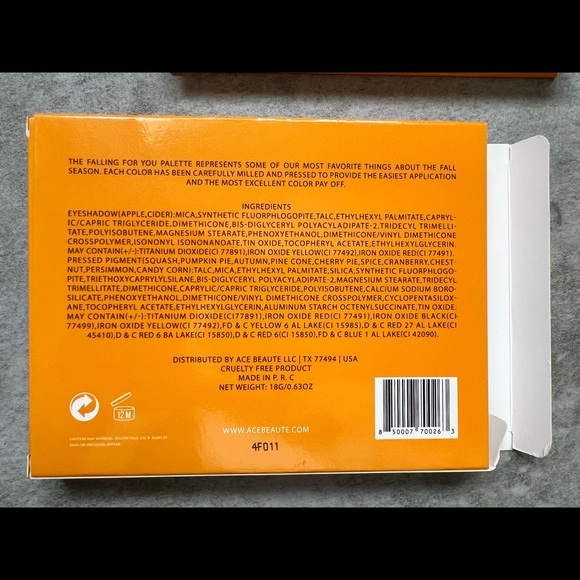 THE FALLING FOR YOU PALETTE REPRESENTS SOME OF OUR MOST FAVORITE THINGS ABOUT THE FALL
SEASON. EACH COLOR HAS BEEN CAREFULLY MILLED AND PRESSED TO PROVIDE THE EASIEST APPLICATION
AND THE MOST EXCELLENT COLOR PAY OFF.
INGREDIENTS
EYESHADOW(APPLE,CIDER):MICA,SYNTHETIC FLUORPHLOGOPITE,TALC,ETHYLHEXYL PALMITATE,CAPRYL-
IC/CAPRIC TRIGLYCERIDE,DIMETHICONE,BIS-DIGLYCERYL POLYACYLADIPATE-2,TRIDECYL TRIMELLI-
TATE,POLYISOBUTENE,MAGNESIUM STEARATE,PHENOXYETHANOL,DIMETHICONE/VINYL DIMETHICONE
CROSSPOLYMER,ISONONYL ISONONANOATE,TIN OXIDE,TOCOPHERYL ACETATE,ETHYLHEXYLGLYCERIN.
MAY CONTAIN(+/-):TITANIUM DIOXIDE(CI 77891),IRON OXIDE YELLOW(CI 77492),IRON OXIDE RED(CI 77491).
PRESSED PIGMENT(SQUASH,PUMPKIN PIE,AUTUMN,PINE CONE,CHERRY PIE,SPICE,CRANBERRY,CHEST-
NUT,PERSIMMON,CANDY CORN):TALC,MICA,ETHYLHEXYL PALMITATE,SILICA,SYNTHETIC FLUORPHLOGO-
PITE,TRIETHOXYCAPRYLYLSILANE,BIS-DIGLYCERYL POLYACYLADIPATE-2,MAGNESIUM STEARATE,TRIDECYL
TRIMELLITATE,DIMETHICONE,CAPRYLIC/CAPRIC TRIGLYCERIDE,POLYISOBUTENE,CALCIUM SODIUM BORO-
SILICATE,PHENOXYETHANOL,DIMETHICONE/VINYL DIMETHICONE CROSSPOLYMER,CYCLOPENTASILOX-
ANE,TOCOPHERYL ACETATE,ETHYLHEXYLGLYCERIN,ALUMINUM STARCH OCTENYLSUCCINATE,TIN OXIDE.
MAY CONTAIN(+/-):TITANIUM DIOXIDE(CI77891),IRON OXIDE RED(CI 77491),IRON OXIDE BLACK(CI
77499),IRON OXIDE YELLOW(CI 77492),FD & C YELLOW 6 AL LAKE(CI 15985),D & C RED 27 AL LAKE(CI
45410),D & C RED 6 BA LAKE(CI 15850),D & C RED 6(CI 15850),FD & C BLUE 1 AL LAKE(CI 42090).
DISTRIBUTED BY ACE BEAUTE LLC | TX 77494 | USA
CRUELTY FREE PRODUCT
MADE IN P. R. C
NET WEIGHT: 18G/0.63OZ
12M
WWW.ACEBEAUTE.COM
4F011
8 50007 70026 3